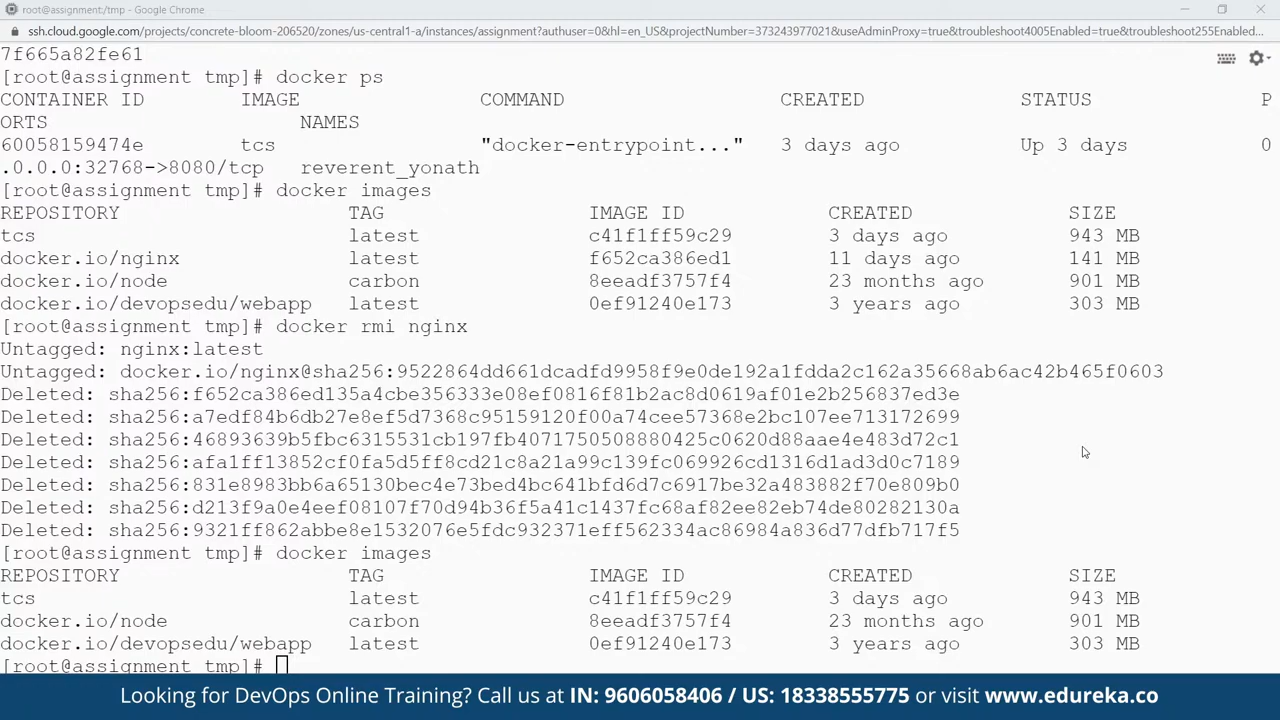 root@assignment:/tmp - Google Chrome
ssh.cloud.google.com/projects/concrete-bloom-206520/zones/us-central1-a/instances/assignment?authuser=0&hl=en_US&projectNumber=373243977021&useAdminProxy=true&troubleshoot4005Enabled=true&troubleshoot255Enabled...
7f665a82fe61
[root@assignment tmp]# docker ps
CONTAINER ID IMAGE COMMAND CREATED STATUS P
ORTS NAMES
60058159474e tcs "docker-entrypoint..." 3 days ago Up 3 days 0
.0.0.0:32768->8080/tcp reverent_yonath
[root@assignment tmp]# docker images
REPOSITORY TAG IMAGE ID CREATED SIZE
tcs latest c41f1ff59c29 3 days ago 943 MB
docker.io/nginx latest f652ca386ed1 11 days ago 141 MB
docker.io/node carbon 8eeadf3757f4 23 months ago 901 MB
docker.io/devopsedu/webapp latest 0ef91240e173 3 years ago 303 MB
[root@assignment tmp]# docker rmi nginx
Untagged: nginx:latest
Untagged: docker.io/nginx@sha256:9522864dd661dcadfd9958f9e0de192a1fdda2c162a35668ab6ac42b465f0603
Deleted: sha256:f652ca386ed135a4cbe356333e08ef0816f81b2ac8d0619af01e2b256837ed3e
Deleted: sha256:a7edf84b6db27e8ef5d7368c95159120f00a74cee57368e2bc107ee713172699
Deleted: sha256:46893639b5fbc6315531cb197fb4071750508880425c0620d88aae4e483d72c1
Deleted: sha256:afa1ff13852cf0fa5d5ff8cd21c8a21a99c139fc069926cd1316d1ad3d0c7189
Deleted: sha256:831e8983bb6a65130bec4e73bed4bc641bfd6d7c6917be32a483882f70e809b0
Deleted: sha256:d213f9a0e4eef08107f70d94b36f5a41c1437fc68af82ee82eb74de80282130a
Deleted: sha256:9321ff862abbe8e1532076e5fdc932371eff562334ac86984a836d77dfb717f5
[root@assignment tmp]# docker images
REPOSITORY TAG IMAGE ID CREATED SIZE
tcs latest c41f1ff59c29 3 days ago 943 MB
docker.io/node carbon 8eeadf3757f4 23 months ago 901 MB
docker.io/devopsedu/webapp latest 0ef91240e173 3 years ago 303 MB
[root@assignment tmp]#
Looking for DevOps Online Training? Call us at IN: 9606058406 / US: 18338555775 or visit www.edureka.co